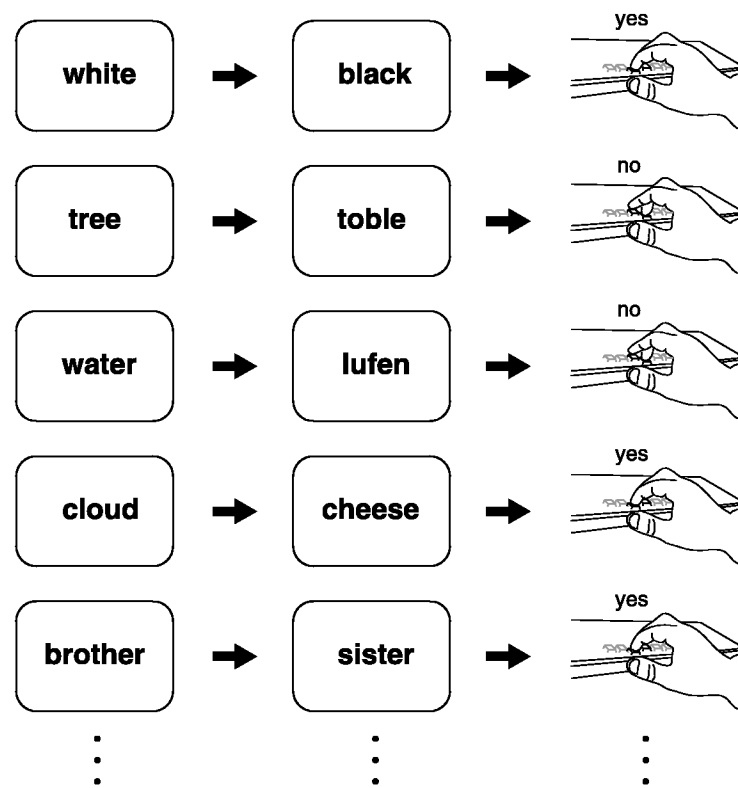 yes
white black
no
tree toble
no
water lufen
yes
cloud cheese
yes
brother sister